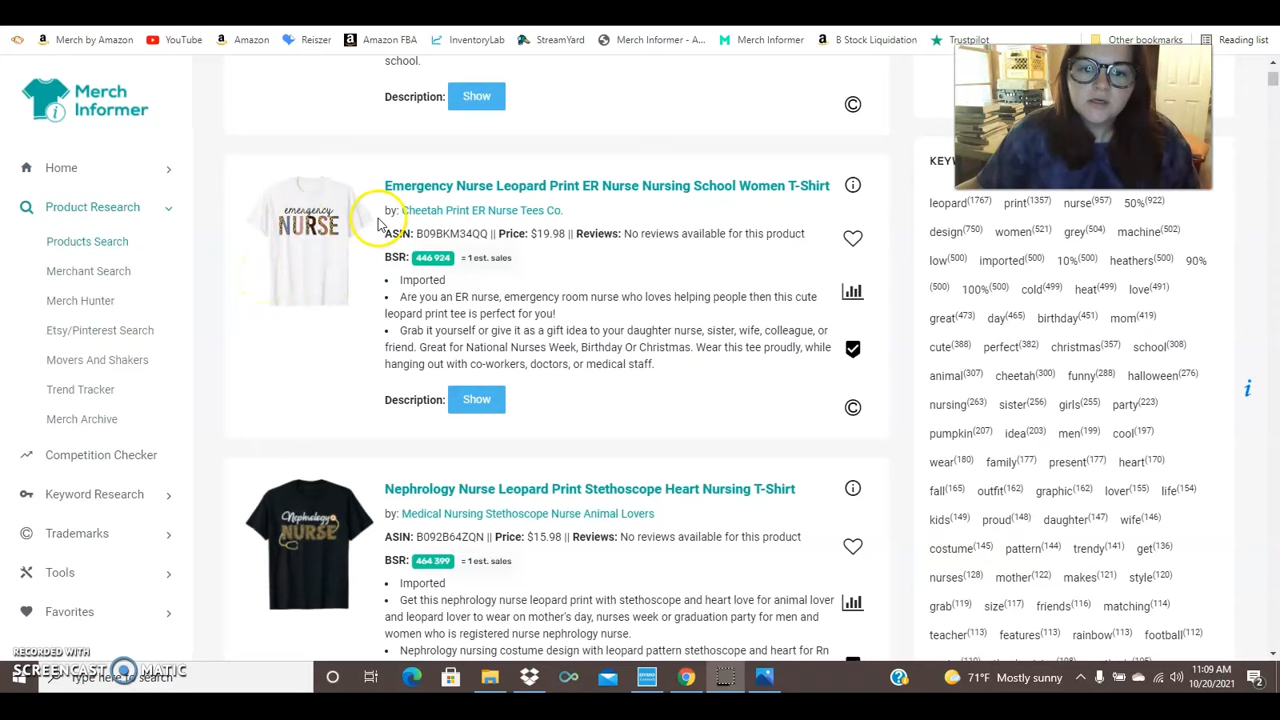 Merch by Amazon YouTube Amazon Reiszer Amazon FBA InventoryLab StreamYard Merch Informer - A... Merch Informer B Stock Liquidation Trustpilot Other bookmarks Reading list
Merch
Informer
Home
Product Research
Products Search
Merchant Search
Merch Hunter
Etsy/Pinterest Search
Movers And Shakers
Trend Tracker
Merch Archive
Competition Checker
Keyword Research
Trademarks
Tools
Favorites
school.
Description: Show
Emergency Nurse Leopard Print ER Nurse Nursing School Women T-Shirt
by: Cheetah Print ER Nurse Tees Co.
ASIN: B09BKM34QQ || Price: $19.98 || Reviews: No reviews available for this product
BSR: 446 924 = 1 est. sales
• Imported
• Are you an ER nurse, emergency room nurse who loves helping people then this cute
leopard print tee is perfect for you!
• Grab it yourself or give it as a gift idea to your daughter nurse, sister, wife, colleague, or
friend. Great for National Nurses Week, Birthday Or Christmas. Wear this tee proudly, while
hanging out with co-workers, doctors, or medical staff.
Description: Show
emergency
NURSE
Nephrology Nurse Leopard Print Stethoscope Heart Nursing T-Shirt
by: Medical Nursing Stethoscope Nurse Animal Lovers
ASIN: B092B64ZQN || Price: $15.98 || Reviews: No reviews available for this product
BSR: 464 399 = 1 est. sales
• Imported
• Get this nephrology nurse leopard print with stethoscope and heart love for animal lover
and leopard lover to wear on mother's day, nurses week or graduation party for men and
women who is registered nurse nephrology nurse.
• Nephrology nursing costume design with leopard pattern stethoscope and heart for Rn
Nephrology
NURSE
KEYW
leopard(1767) print(1357) nurse(957) 50%(922)
design(750) women(521) grey(504) machine
(502)
low(500) imported(500) 10%(500) heathers(500) 90%
(500) 100%(500) cold(499) heat(499) love(491)
great(473) day(465) birthday(451) mom(419)
cute(388) perfect(382) christmas(357) school(308)
animal(307) cheetah(300) funny(288) halloween(276)
nursing(263) sister(256) girls(255) party(223)
pumpkin(207) idea(203) men(199) cool(197)
wear(180) family(177) present(177) heart(170)
fall(165) outfit(162) graphic(162) lover(155) life(154)
kids(149) proud(148) daughter(147) wife(146)
costume(145) pattern(144) trendy(141) get(136)
nurses(128) mother(122) makes(121) style(120)
grab(119) size(117) friends(116) matching(114)
teacher(113) features(113) rainbow(113) football(112)
RECORDED WITH
SCREENCAST MATIC
Type here to search
71°F Mostly sunny
11:09 AM
10/20/2021
2